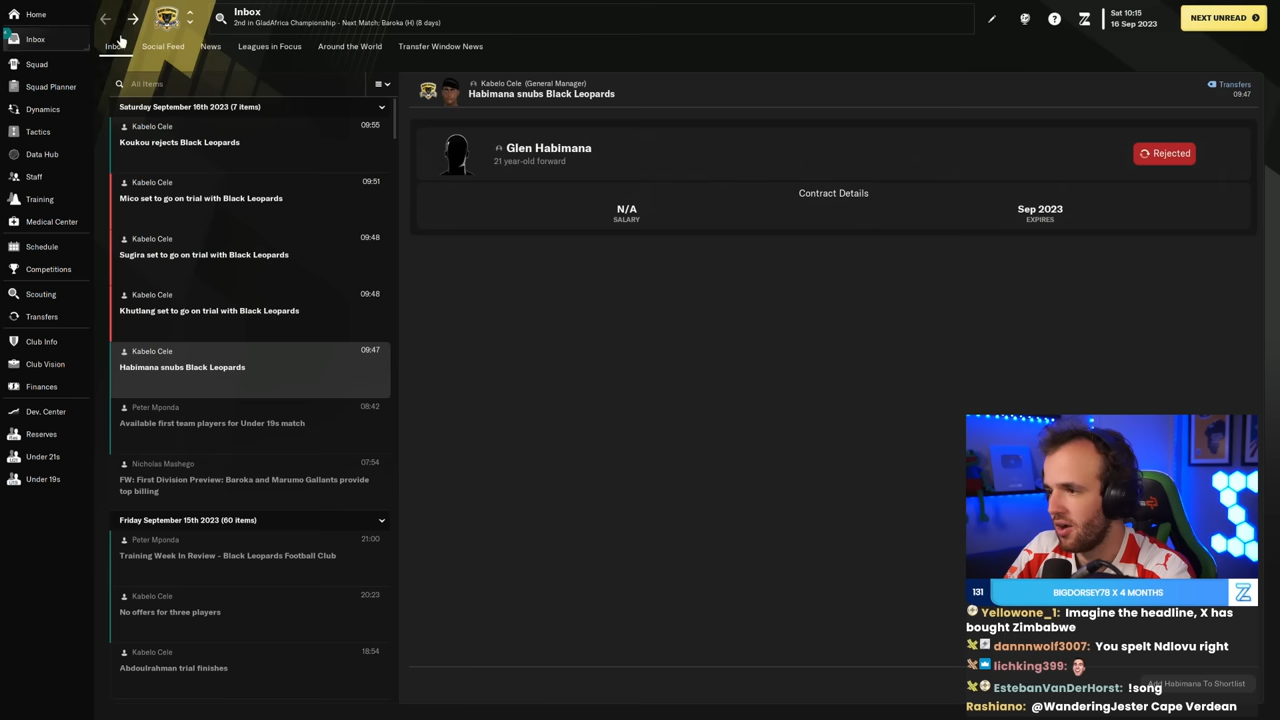 Home
Inbox
Squad
Squad Planner
Dynamics
Tactics
Data Hub
Staff
Training
Medical Center
Schedule
Competitions
Scouting
Transfers
Club Info
Club Vision
Finances
Dev. Center
Reserves
Under 21s
Under 19s
Inbox
2nd in GladAfrica Championship - Next Match: Baroka (H) (8 days)
Sat 10:15
16 Sep 2023
NEXT UNREAD
Inbox
Social Feed
News
Leagues in Focus
Around the World
Transfer Window News
All Items
Saturday September 16th 2023 (7 items)
Kabelo Cele 09:55
Koukou rejects Black Leopards
Kabelo Cele 09:51
Mico set to go on trial with Black Leopards
Kabelo Cele 09:48
Sugira set to go on trial with Black Leopards
Kabelo Cele 09:48
Khutlang set to go on trial with Black Leopards
Kabelo Cele 09:47
Habimana snubs Black Leopards
Peter Mponda 08:42
Available first team players for Under 19s match
Nicholas Mashego 07:54
FW: First Division Preview: Baroka and Marumo Gallants provide
top billing
Friday September 15th 2023 (60 items)
Peter Mponda 21:00
Training Week In Review - Black Leopards Football Club
Kabelo Cele 20:23
No offers for three players
Kabelo Cele 18:54
Abdoulrahman trial finishes
Kabelo Cele (General Manager)
Habimana snubs Black Leopards
Transfers
09:47
Glen Habimana
21 year-old forward
Rejected
Contract Details
N/A
SALARY
Sep 2023
EXPIRES
131
BIGDORSEY78 X 4 MONTHS
Yellowone_1: Imagine the headline, X has
bought Zimbabwe
dannnwolf3007: You spelt Ndlovu right
lichking399:
EstebanVanDerHorst: !song
Add Habimana To Shortlist
Rashiano: @WanderingJester Cape Verdean